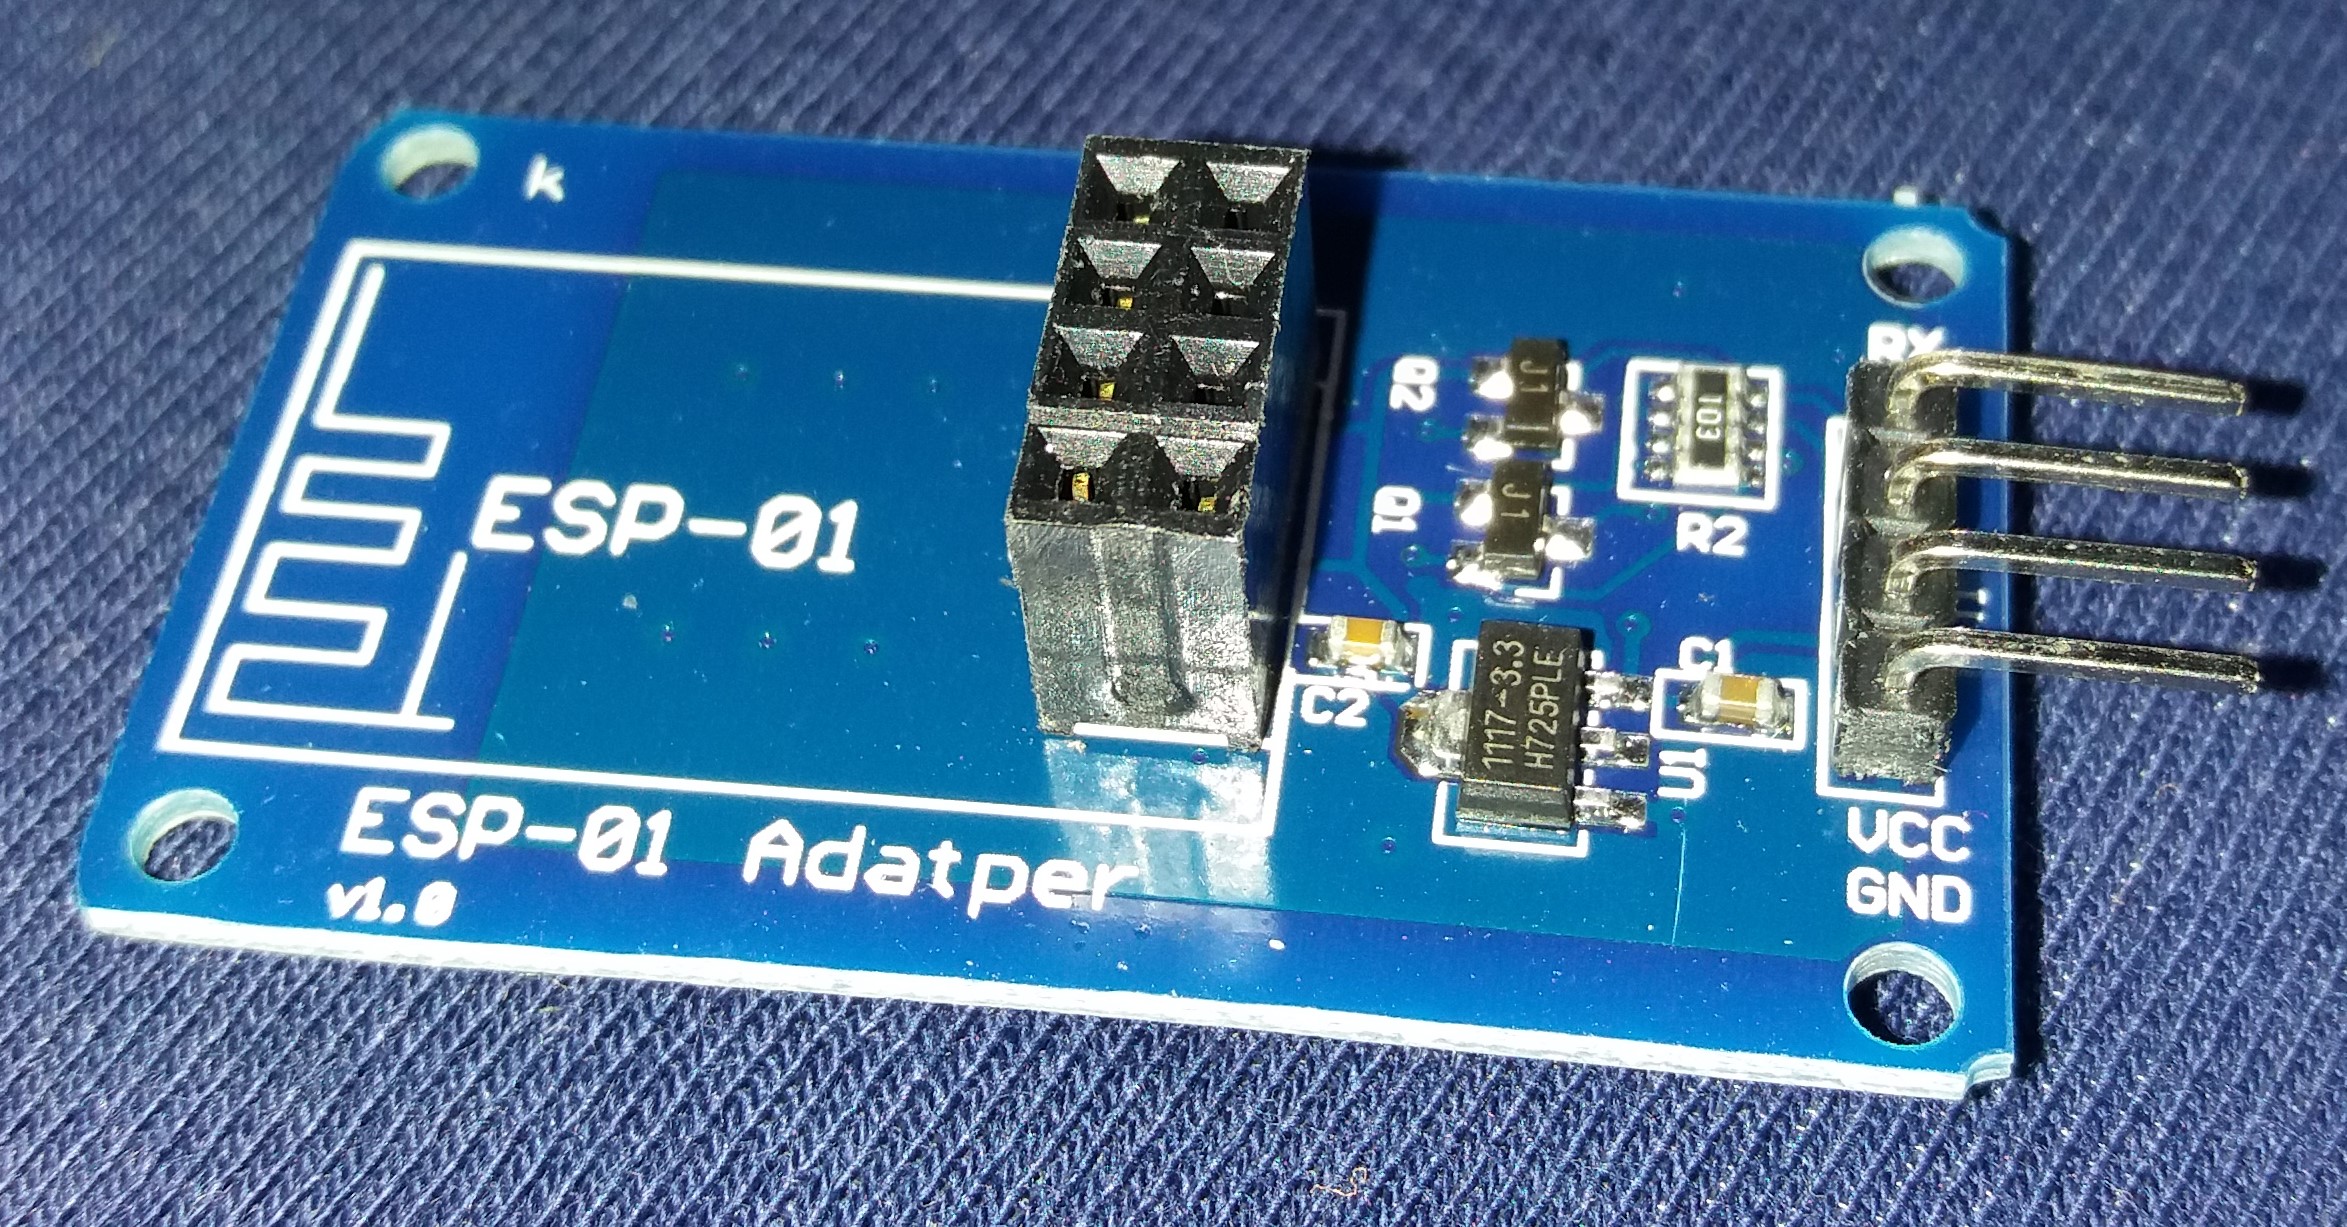 k
RX
ESP-01
Q2
J1
103
R2
Q1
J1
C2
1117-3.3
H725PLE
C1
U1
VCC
GND
ESP-01 Adatper
v1.0